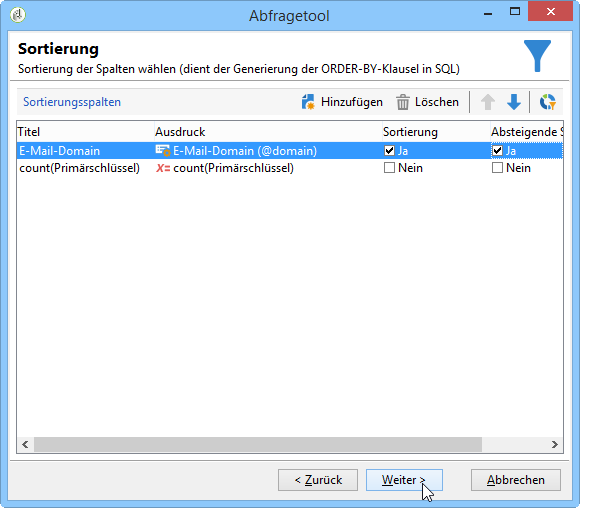 Abfragetool
Sortierung
Sortierung der Spalten wählen (dient der Generierung der ORDER-BY-Klausel in SQL)
Sortierungsspalten Hinzufügen Löschen
Titel Ausdruck Sortierung Absteigende S
E-Mail-Domain E-Mail-Domain (@domain) Ja Ja
count(Primärschlüssel) X= count(Primärschlüssel) Nein Nein
< Zurück Weiter > Abbrechen